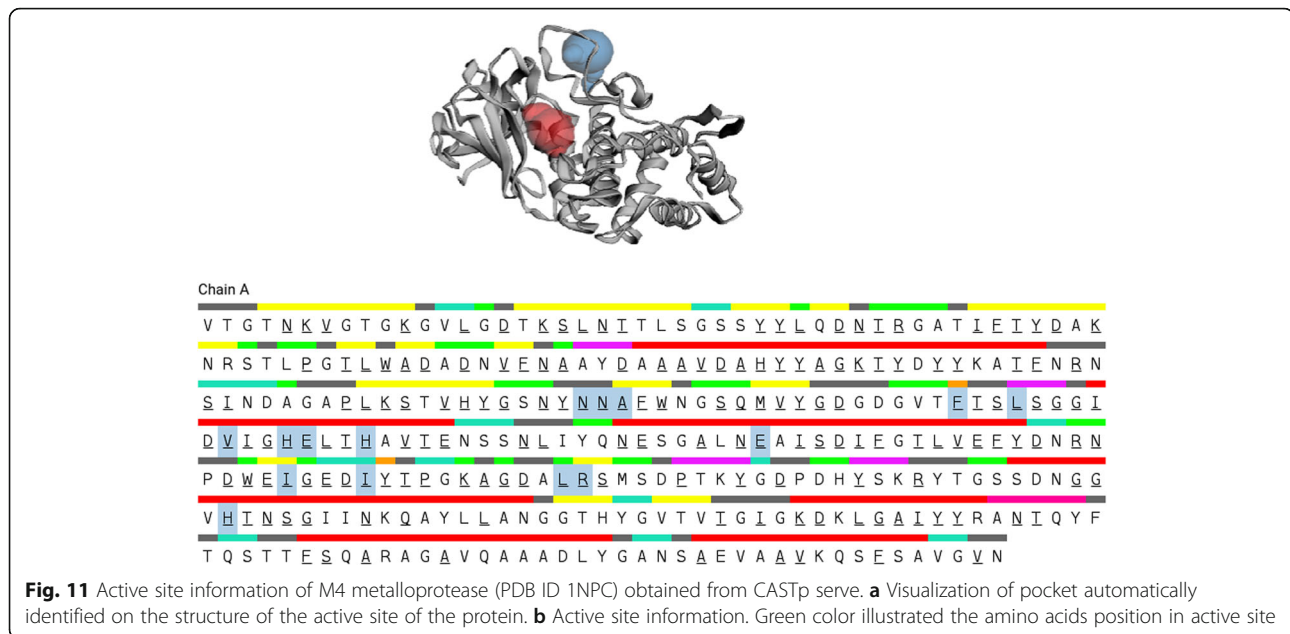 Chain A
V T G T N K V G T G K G V L G D T K S L N T T L S G S S Y Y L Q D N T R G A T I F T Y D A K
N R S T L P G T L W A D A D N V F N A A Y D A A A V D A H Y Y A G K T Y D Y Y K A T F N R N
S I N D A G A P L K S T V H Y G S N Y N N A F W N G S Q M V Y G D G D G V T F T S L S G G I
D V I G H E L T H A V T E N S S N L I Y Q N E S G A L N E A I S D I F G T L V E F Y D N R N
P D W E I G E D I Y T P G K A G D A L R S M S D P T K Y G D P D H Y S K R Y T G S S D N G G
V H T N S G I I N K Q A Y L L A N G G T H Y G V T V T G I G K D K L G A I Y Y R A N T Q Y F
T Q S T T F S Q A R A G A V Q A A A D L Y G A N S A E V A A V K Q S F S A V G V N
Fig. 11 Active site information of M4 metalloprotease (PDB ID 1NPC) obtained from CASTp serve. a Visualization of pocket automatically
identified on the structure of the active site of the protein. b Active site information. Green color illustrated the amino acids position in active site